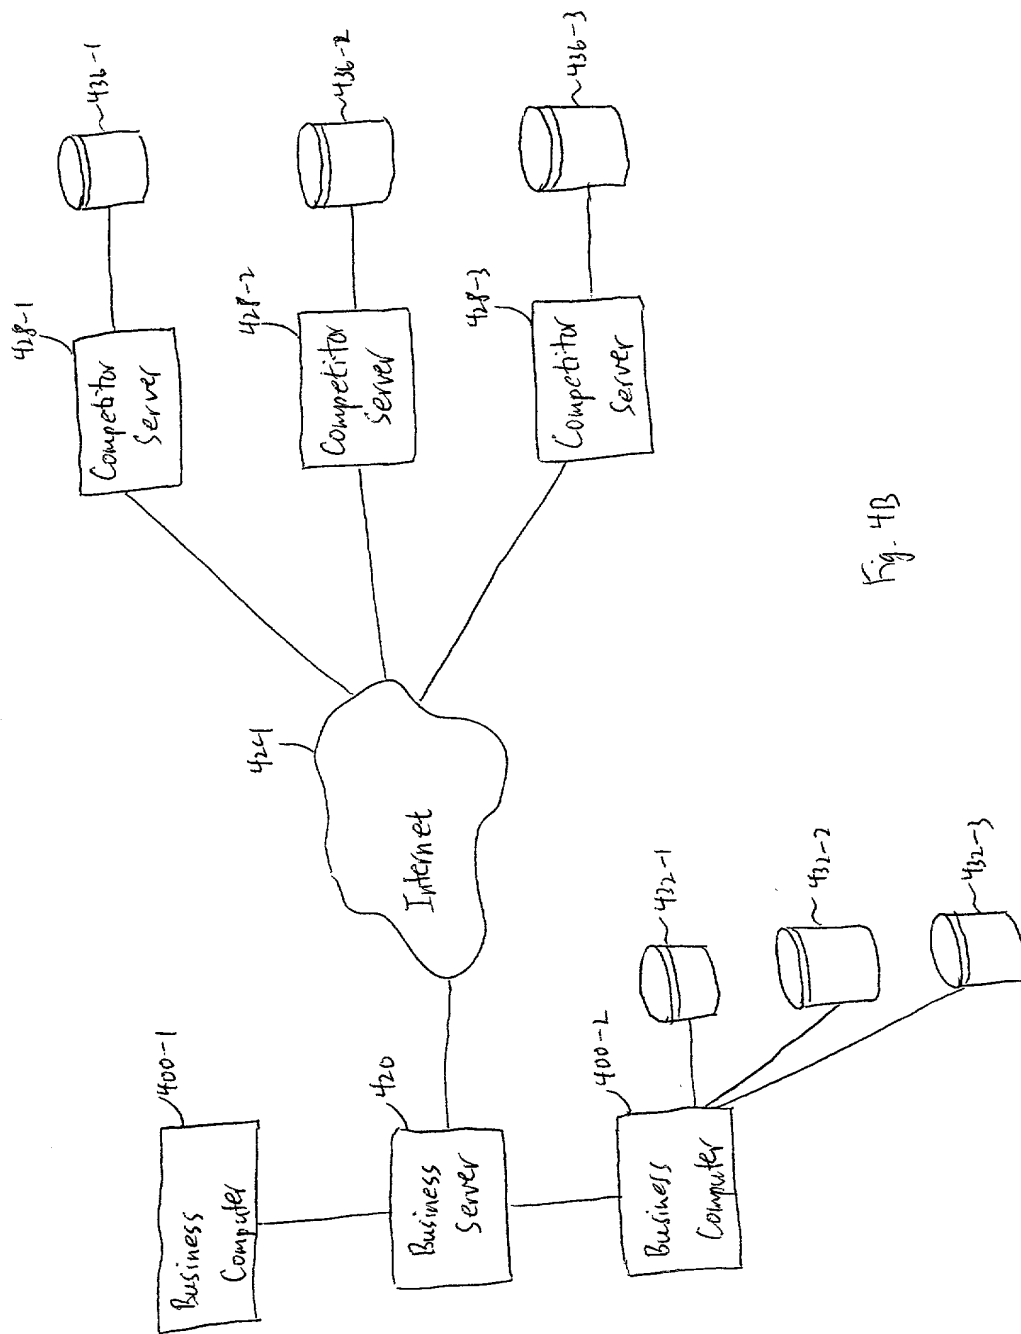 Business
Computer
400-1
Business
Server
420
Business
Computer
400-2
432-1
432-2
432-3
Internet
424
Competitor
Server
428-1
436-1
Competitor
Server
428-2
436-2
Competitor
Server
428-3
436-3
Fig. 4B